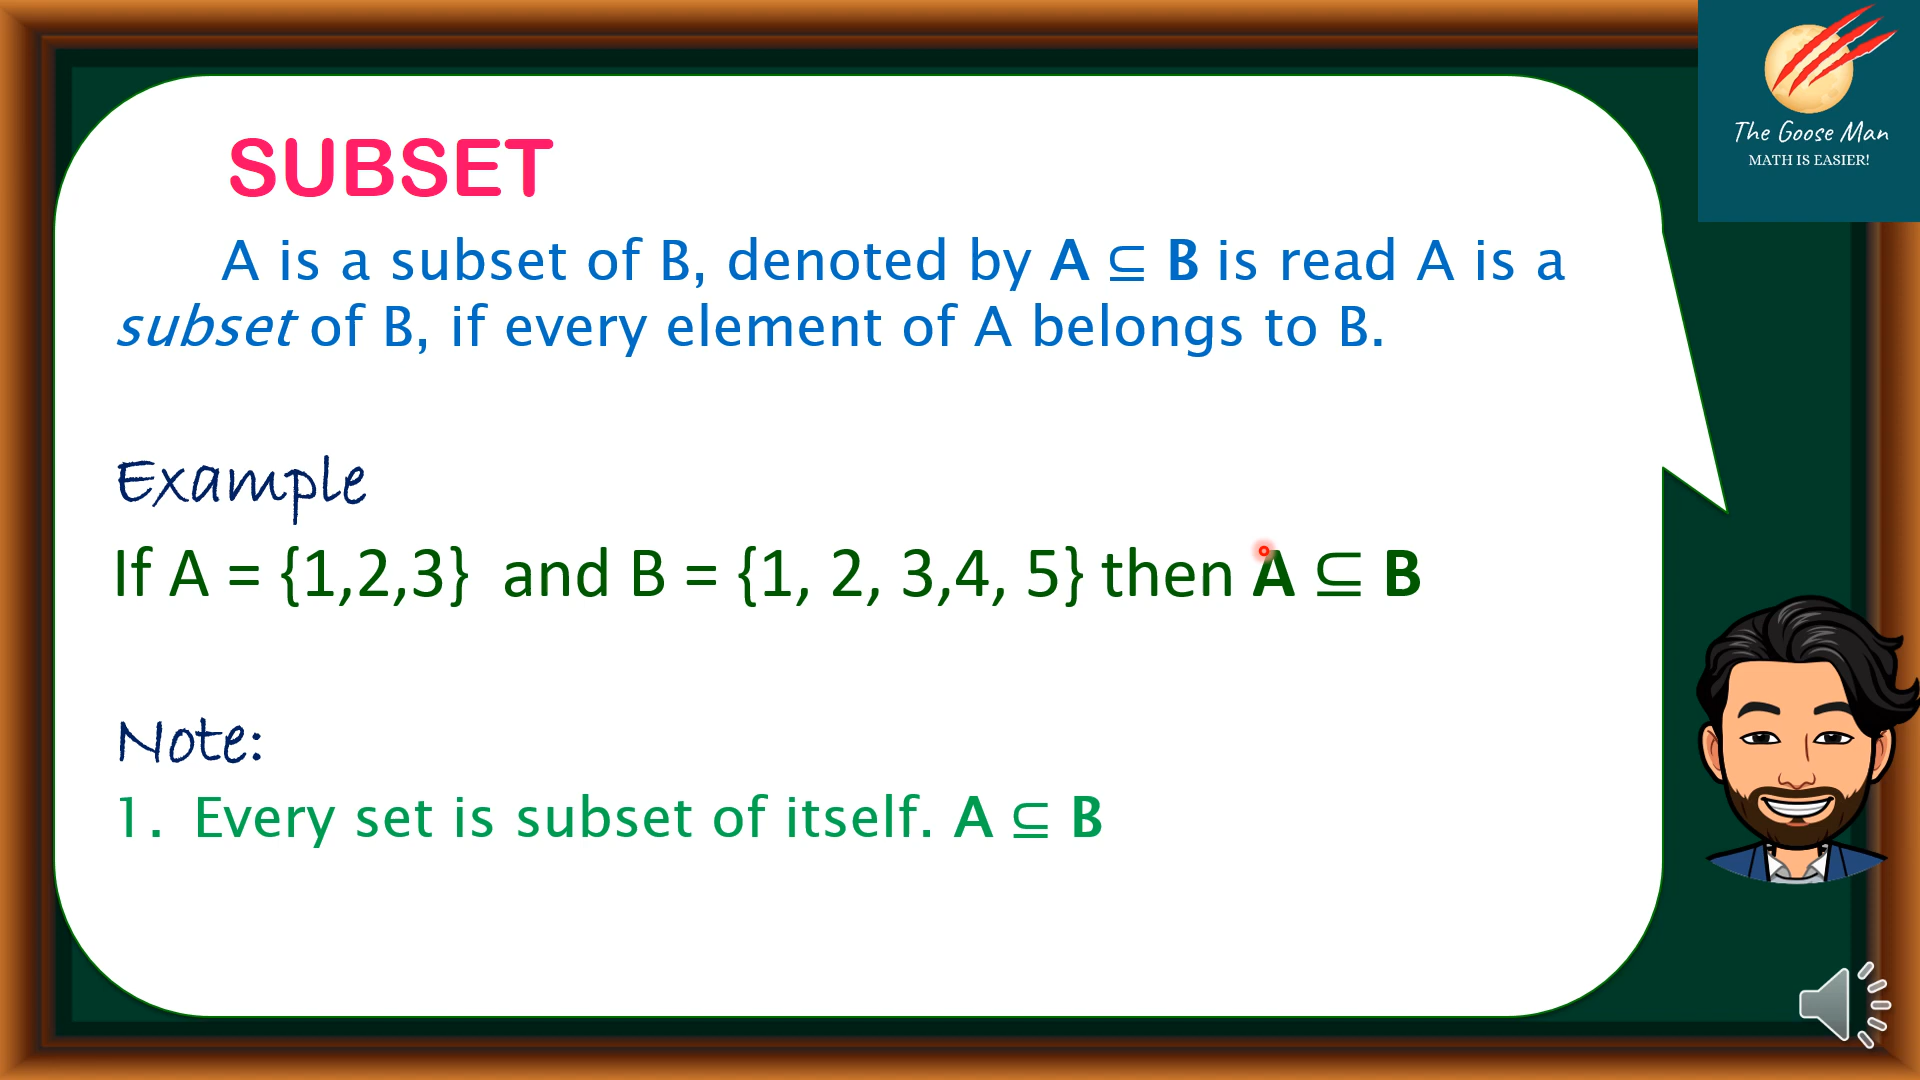 The Goose Man
MATH IS EASIER!
SUBSET
A is a subset of B, denoted by A ⊆ B is read A is a
subset of B, if every element of A belongs to B.
Example
If A = {1,2,3} and B = {1, 2, 3,4, 5} then A ⊆ B
Note:
1. Every set is subset of itself. A ⊆ B